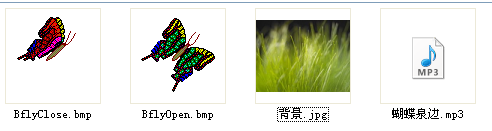 MP3
BflyClose.bmp
BflyOpen.bmp
背景.jpg
蝴蝶泉边.mp3